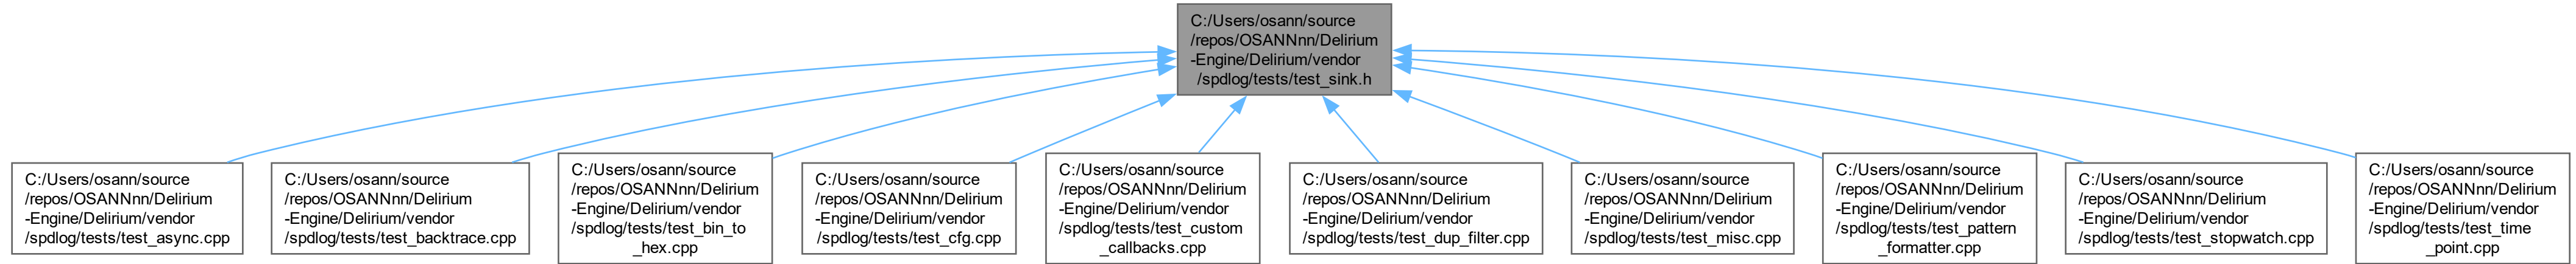 C:/Users/osann/source
/repos/OSANNnn/Delirium
-Engine/Delirium/vendor
/spdlog/tests/test_sink.h
C:/Users/osann/source
/repos/OSANNnn/Delirium
-Engine/Delirium/vendor
/spdlog/tests/test_async.cpp
C:/Users/osann/source
/repos/OSANNnn/Delirium
-Engine/Delirium/vendor
/spdlog/tests/test_backtrace.cpp
C:/Users/osann/source
/repos/OSANNnn/Delirium
-Engine/Delirium/vendor
/spdlog/tests/test_bin_to
_hex.cpp
C:/Users/osann/source
/repos/OSANNnn/Delirium
-Engine/Delirium/vendor
/spdlog/tests/test_cfg.cpp
C:/Users/osann/source
/repos/OSANNnn/Delirium
-Engine/Delirium/vendor
/spdlog/tests/test_custom
_callbacks.cpp
C:/Users/osann/source
/repos/OSANNnn/Delirium
-Engine/Delirium/vendor
/spdlog/tests/test_dup_filter.cpp
C:/Users/osann/source
/repos/OSANNnn/Delirium
-Engine/Delirium/vendor
/spdlog/tests/test_misc.cpp
C:/Users/osann/source
/repos/OSANNnn/Delirium
-Engine/Delirium/vendor
/spdlog/tests/test_pattern
_formatter.cpp
C:/Users/osann/source
/repos/OSANNnn/Delirium
-Engine/Delirium/vendor
/spdlog/tests/test_stopwatch.cpp
C:/Users/osann/source
/repos/OSANNnn/Delirium
-Engine/Delirium/vendor
/spdlog/tests/test_time
_point.cpp